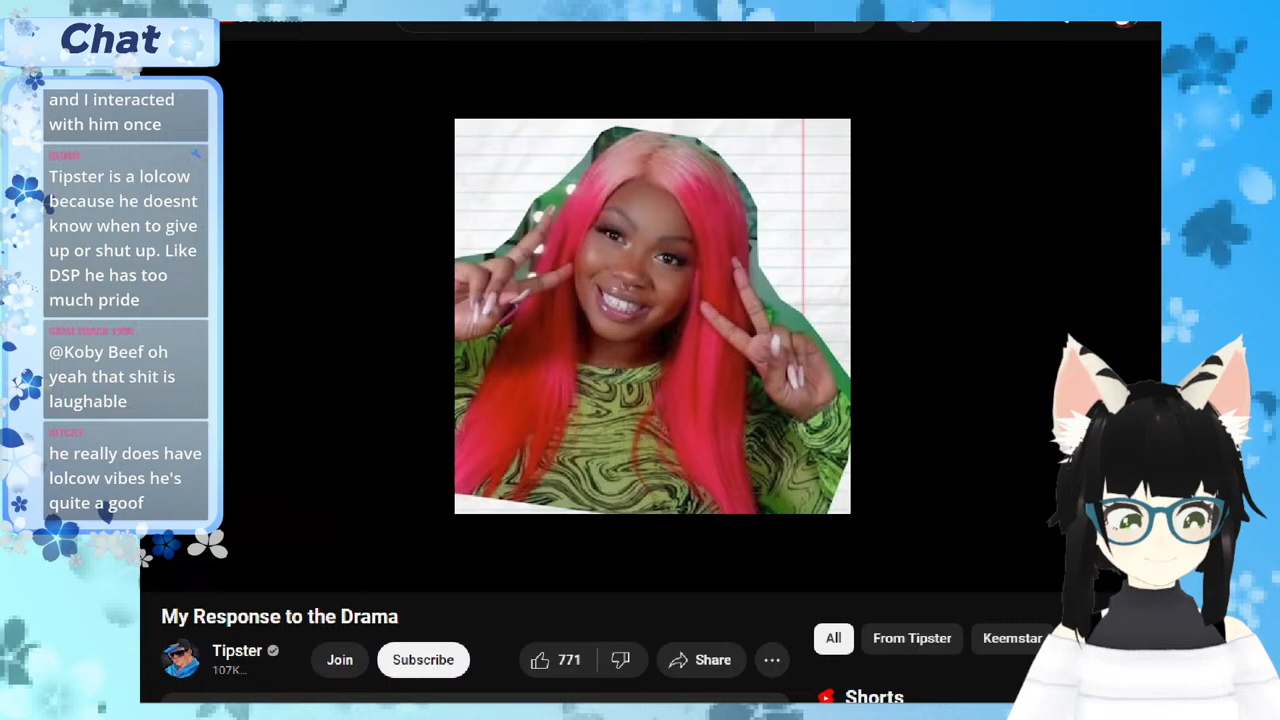 Chat
and I interacted
with him once
Tipster is a lolcow
because he doesnt
know when to give
up or shut up. Like
DSP he has too
much pride
@Koby Beef oh
yeah that shit is
laughable
he really does have
lolcow vibes he's
quite a goof
My Response to the Drama
Tipster
107K...
Join
Subscribe
771
Share
All
From Tipster
Keemstar
Shorts